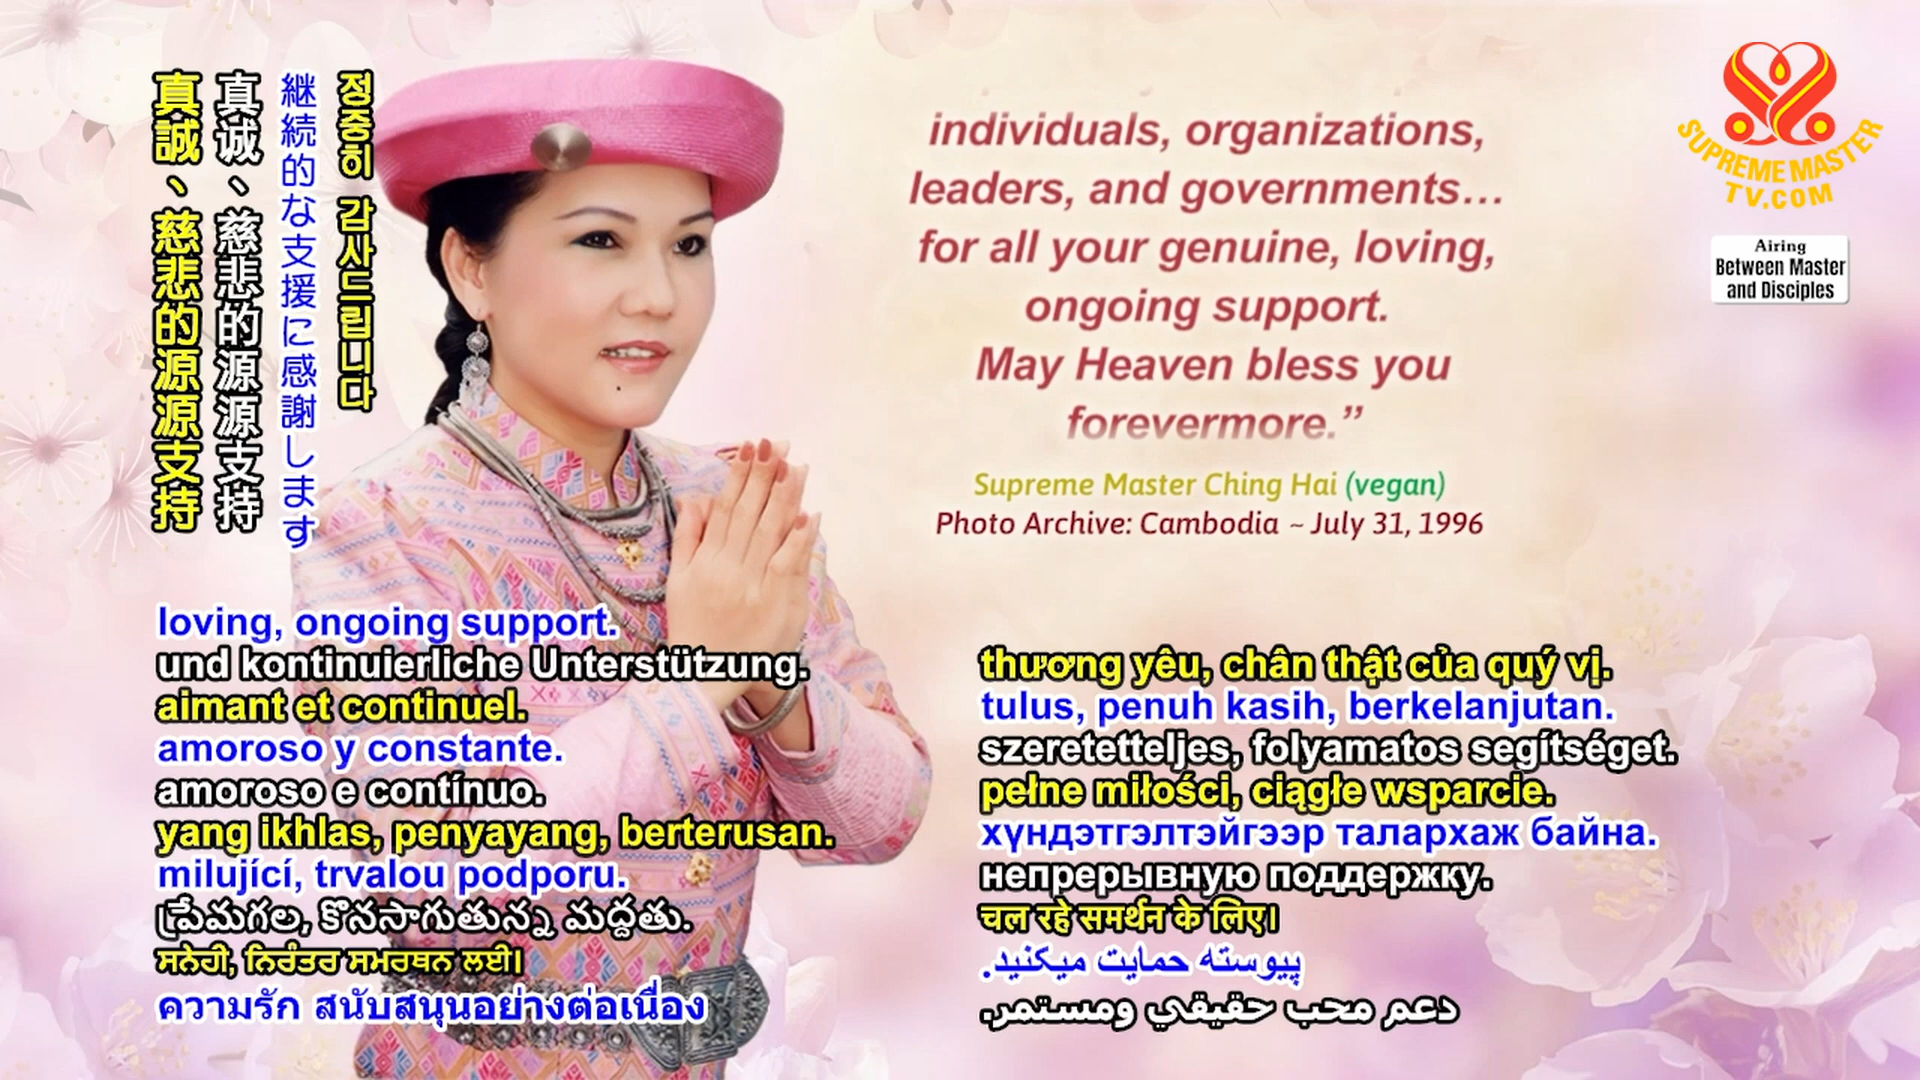 真誠、慈悲的源源支持
真诚、慈悲的源源支持
継続的な支援に感謝します
정중히 감사드립니다
individuals, organizations,
leaders, and governments…
for all your genuine, loving,
ongoing support.
May Heaven bless you
forevermore.”
Supreme Master Ching Hai (vegan)
Photo Archive: Cambodia ~ July 31, 1996
SUPREME MASTER
TV.COM
Airing
Between Master
and Disciples
loving, ongoing support.
und kontinuierliche Unterstützung.
aimant et continuel.
amoroso y constante.
amoroso e contínuo.
yang ikhlas, penyayang, berterusan.
milující, trvalou podporu.
ప్రేమగల, కొనసాగుతున్న మద్దతు.
ਸਨੇਹੀ, ਨਿਰੰਤਰ ਸਮਰਥਨ ਲਈ।
ความรัก สนับสนุนอย่างต่อเนื่อง
thương yêu, chân thật của quý vị.
tulus, penuh kasih, berkelanjutan.
szeretetteljes, folyamatos segítséget.
pełne miłości, ciągłe wsparcie.
хүндэтгэлтэйгээр талархаж байна.
непрерывную поддержку.
चल रहे समर्थन के लिए।
پیوسته حمایت میکنید.
دعم محب حقيقي ومستمر.